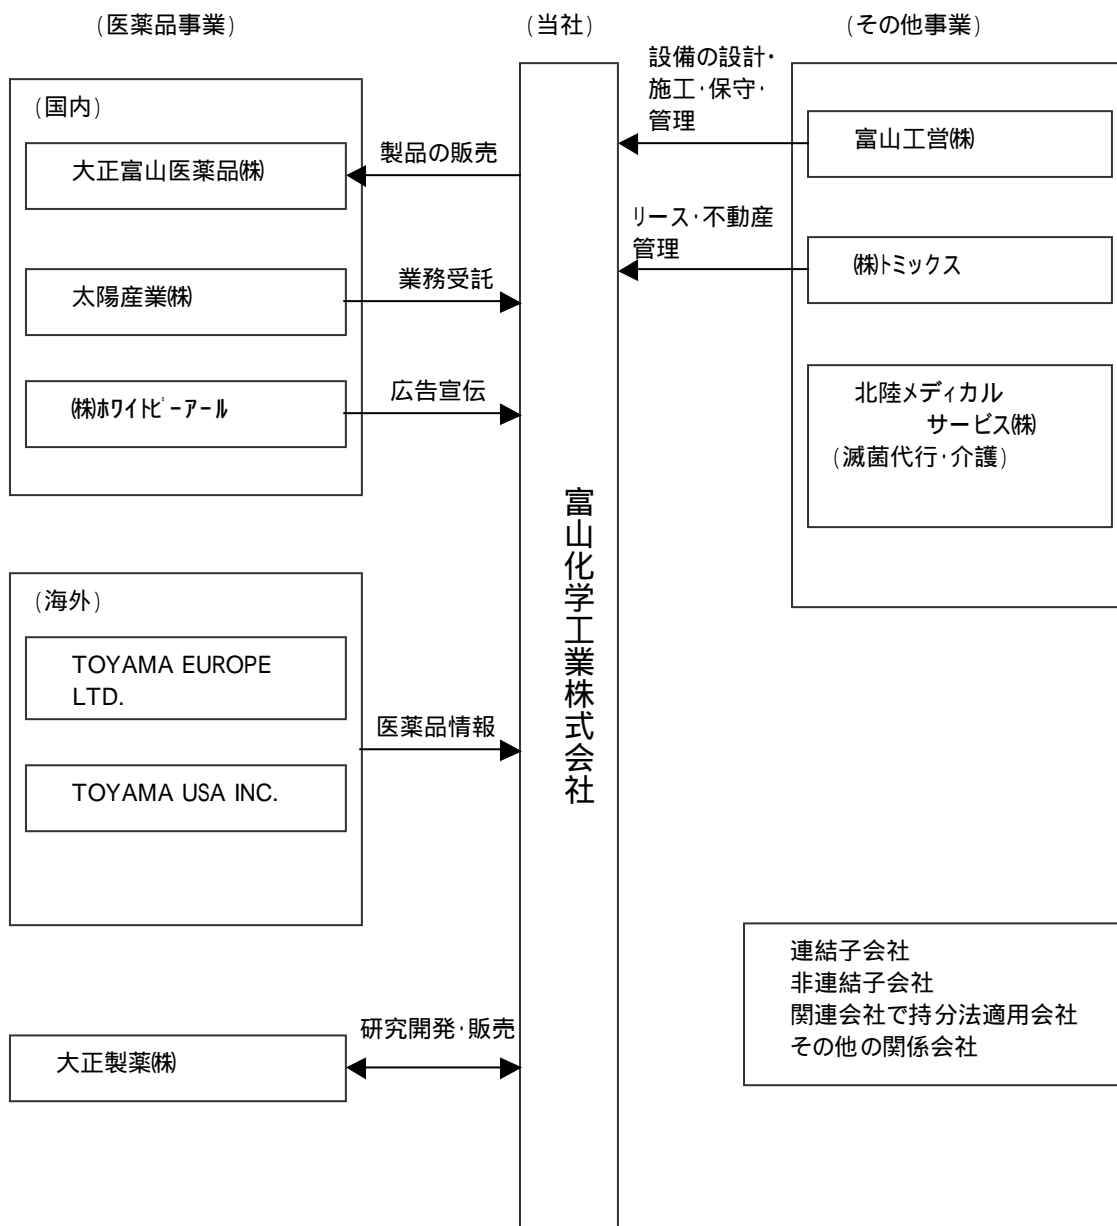 (医薬品事業)
(当社)
(その他事業)
(国内)
大正富山医薬品㈱
製品の販売
太陽産業㈱
業務受託
㈱ホワイトピーアール
広告宣伝
(海外)
TOYAMA EUROPE
LTD.
TOYAMA USA INC.
医薬品情報
大正製薬㈱
研究開発・販売
富山化学工業株式会社
設備の設計・
施工・保守・
管理
富山工営㈱
リース・不動産
管理
㈱トミックス
北陸メディカル
サービス㈱
(滅菌代行・介護)
連結子会社
非連結子会社
関連会社で持分法適用会社
その他の関係会社